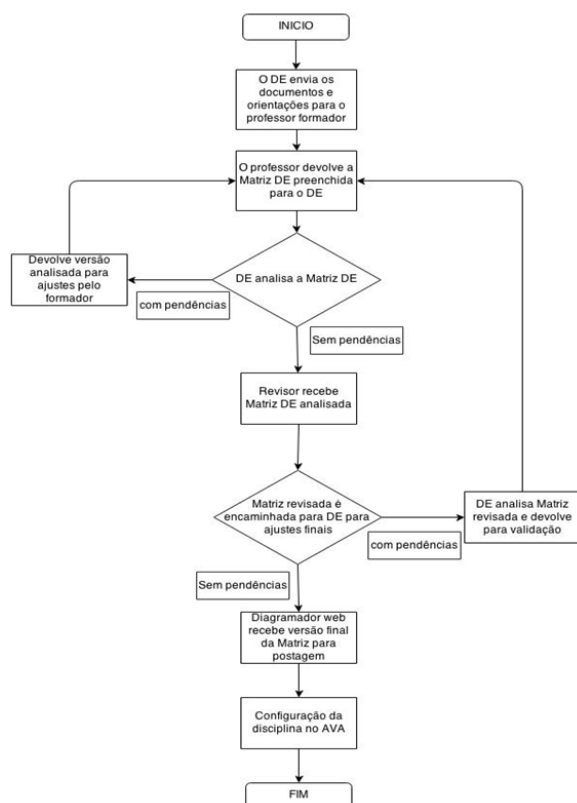 INICIO
O DE envia os
documentos e
orientações para o
professor formador
O professor devolve a
Matriz DE preenchida
para o DE
Devolve versão
analisada para
ajustes pelo
formador
DE analisa a Matriz DE
com pendências
Sem pendências
Revisor recebe
Matriz DE analisada
Matriz revisada é
encaminhada para DE para
ajustes finais
DE analisa Matriz
revisada e devolve
para validação
com pendências
Sem pendências
Diagramador web
recebe versão final
da Matriz para
postagem
Configuração da
disciplina no AVA
FIM